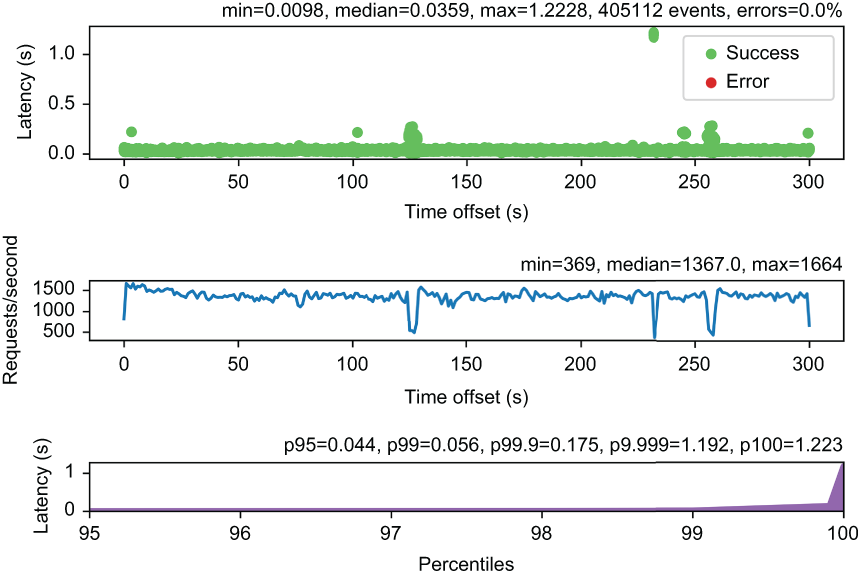 min=0.0098, median=0.0359, max=1.2228, 405112 events, errors=0.0%
Latency (s)
1.0
0.5
0.0
Success
Error
0 50 100 150 200 250 300
Time offset (s)
min=369, median=1367.0, max=1664
Requests/second
1500
1000
500
0 50 100 150 200 250 300
Time offset (s)
p95=0.044, p99=0.056, p99.9=0.175, p9.999=1.192, p100=1.223
Latency (s)
1
0
95 96 97 98 99 100
Percentiles